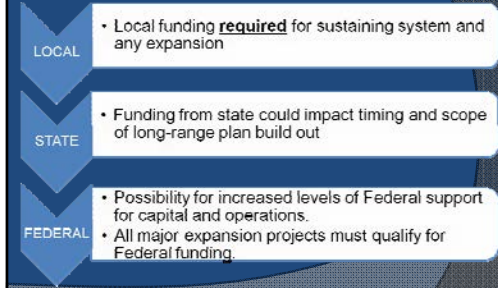 LOCAL
• Local funding required for sustaining system and
any expansion
STATE
• Funding from state could impact timing and scope
of long-range plan build out
FEDERAL
• Possibility for increased levels of Federal support
for capital and operations.
• All major expansion projects must qualify for
Federal funding.